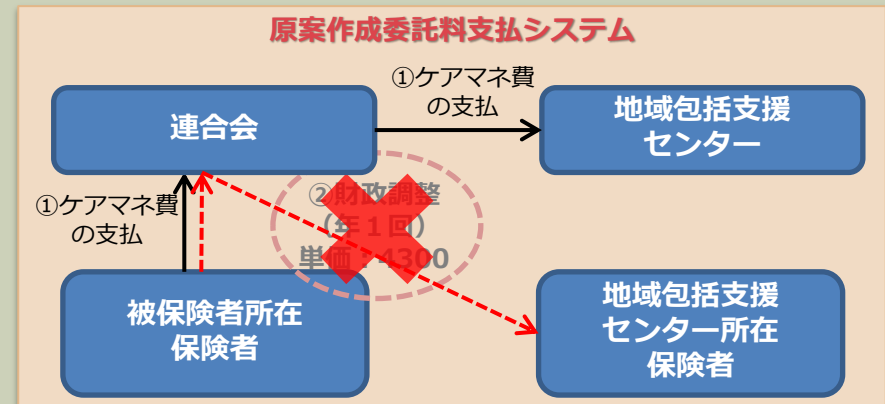 原案作成委託料支払システム
連合会
①ケアマネ費
の支払
地域包括支援
センター
①ケアマネ費
の支払
②財政調整
（年１回）
単価：4300
被保険者所在
保険者
地域包括支援
センター所在
保険者